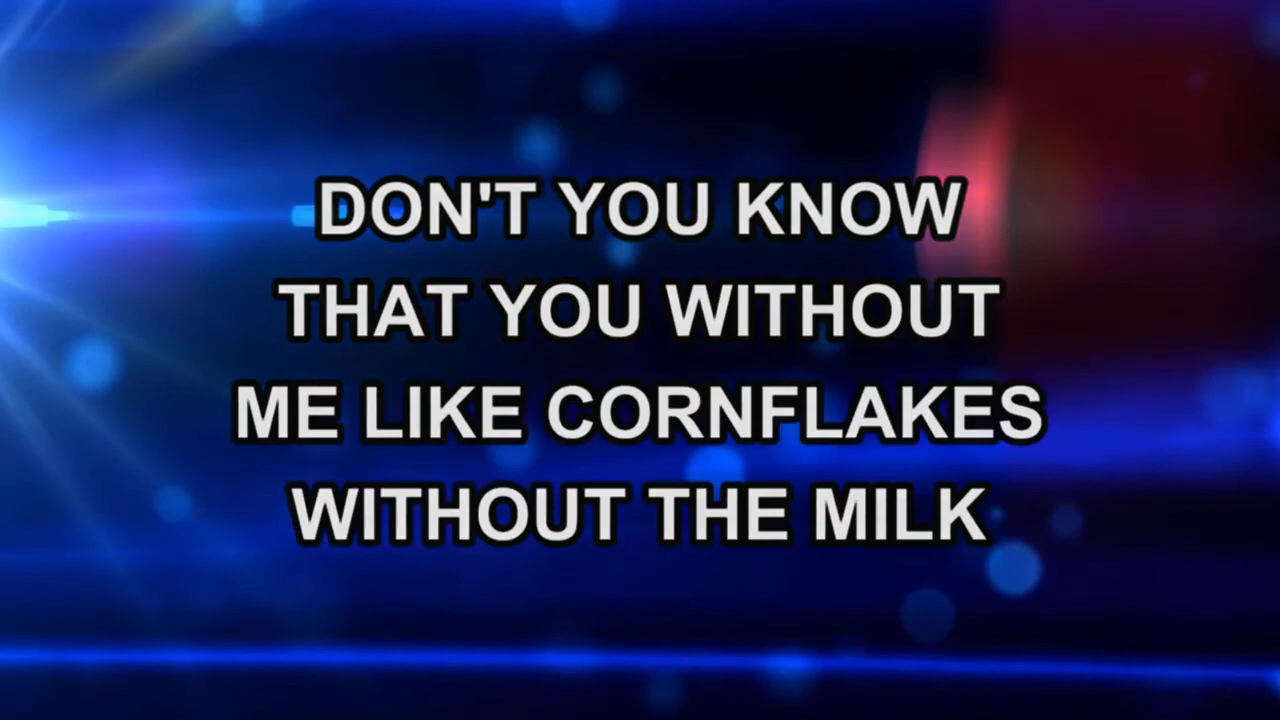 DON'T YOU KNOW
THAT YOU WITHOUT
ME LIKE CORNFLAKES
WITHOUT THE MILK